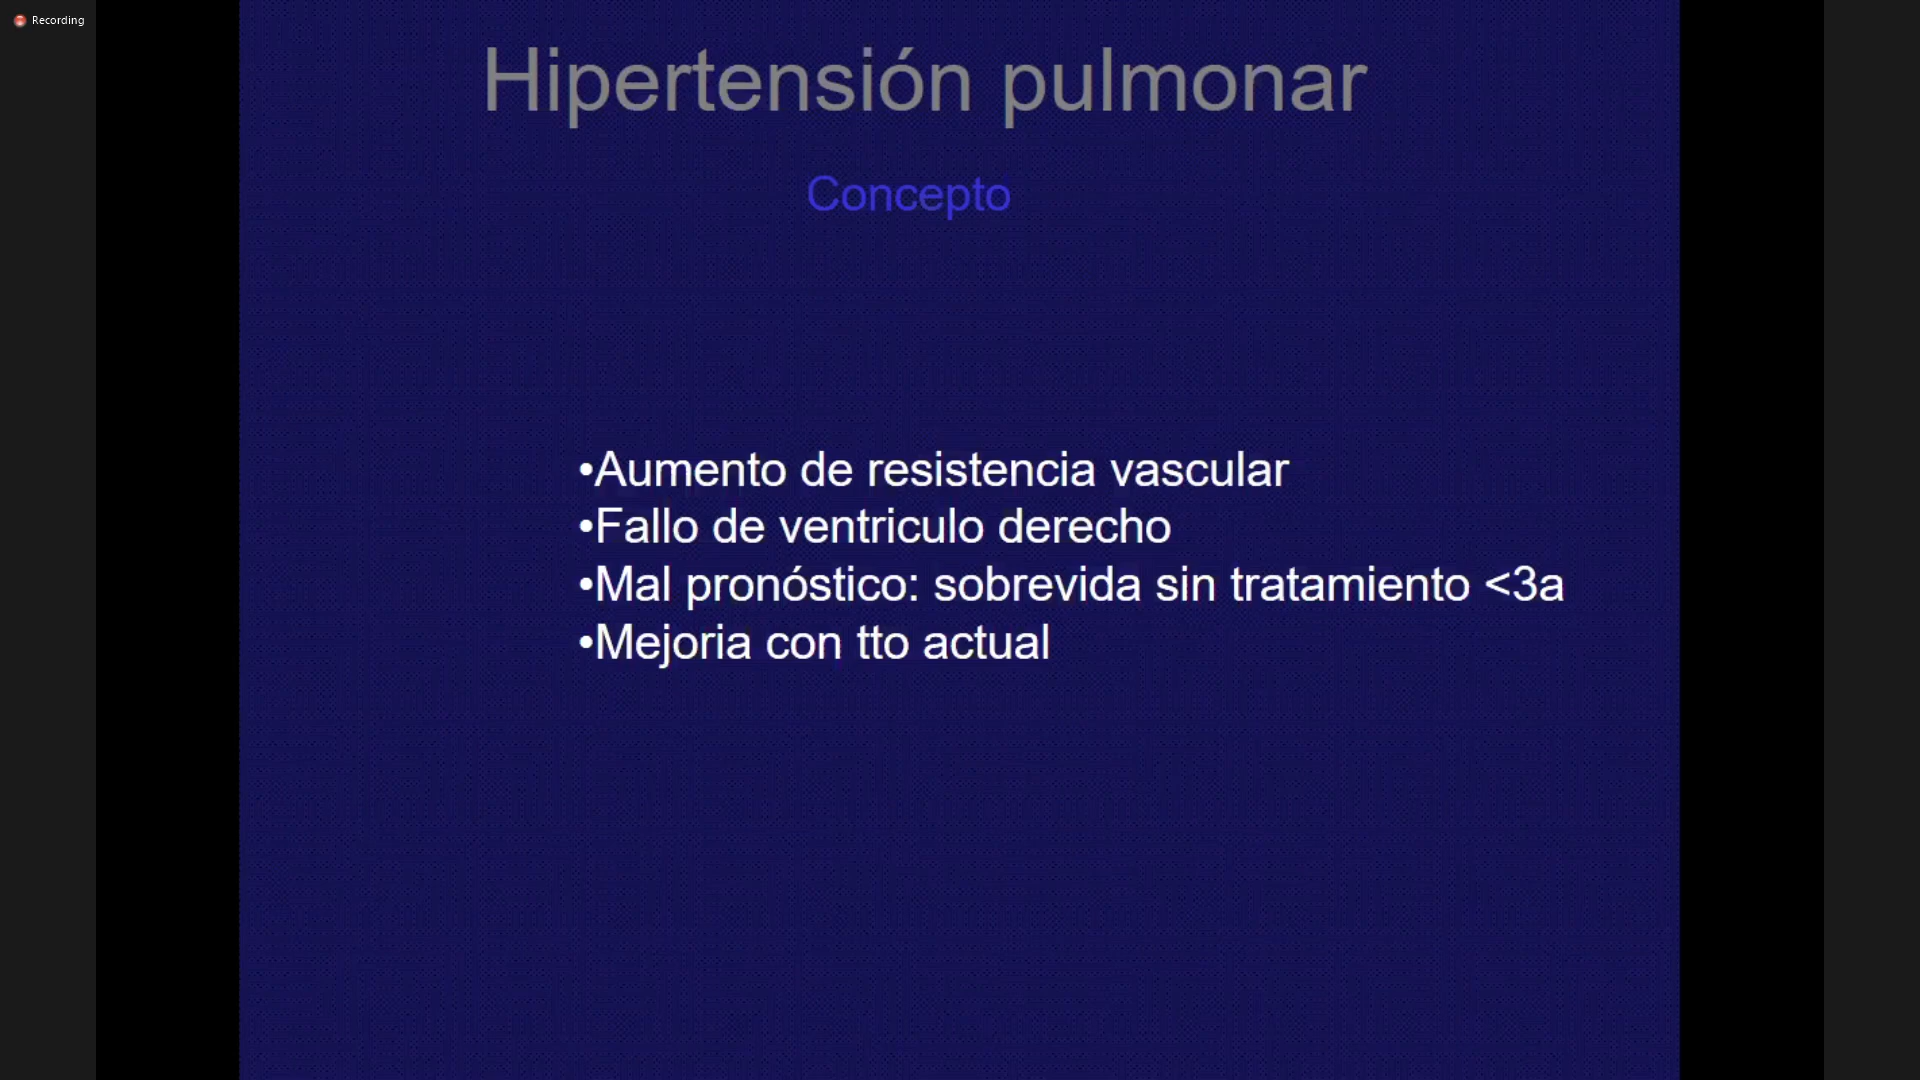 Recording
Hipertensión pulmonar
Concepto
•Aumento de resistencia vascular
•Fallo de ventriculo derecho
•Mal pronóstico: sobrevida sin tratamiento <3a
•Mejoria con tto actual